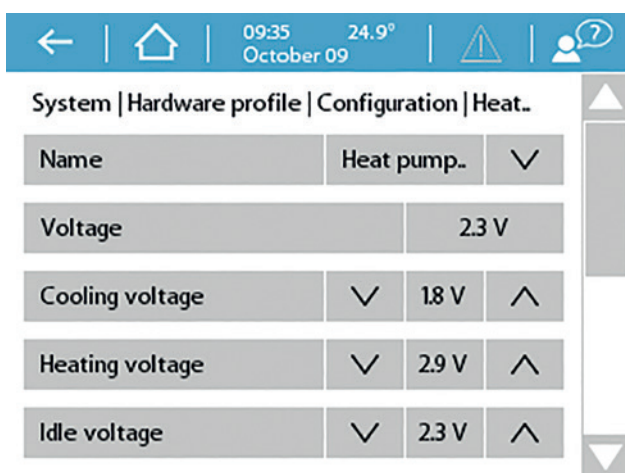 09:35 24.9°
October 09
?
System | Hardware profile | Configuration | Heat..
Name Heat pump..
Voltage 2.3 V
Cooling voltage 1.8 V
Heating voltage 2.9 V
Idle voltage 2.3 V